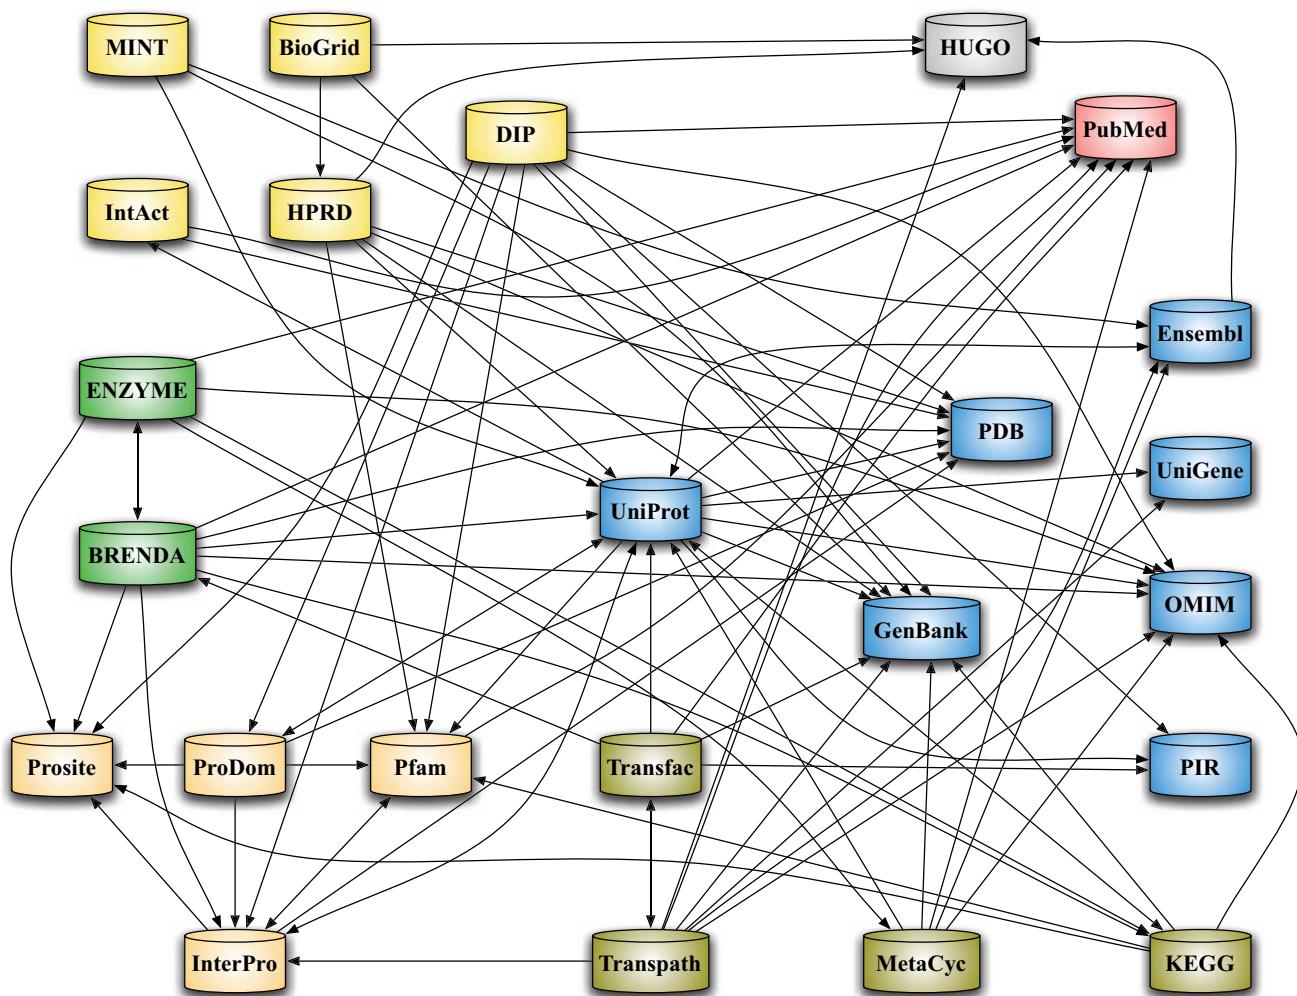 MINT
BioGrid
HUGO
DIP
PubMed
IntAct
HPRD
Ensembl
ENZYME
PDB
UniGene
UniProt
BRENDA
OMIM
GenBank
Prosite
ProDom
Pfam
Transfac
PIR
InterPro
Transpath
MetaCyc
KEGG